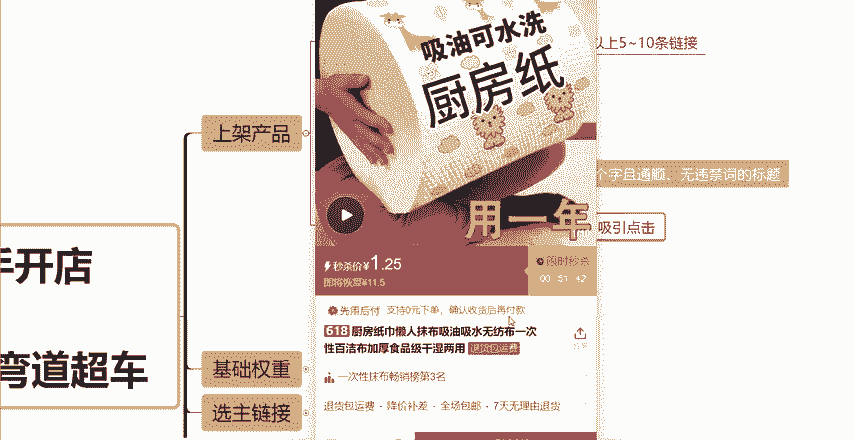 手开店
弯道超车
上架产品
基础权重
选主链接
以上5~10条链接
个字且通顺、无违禁词的标题
吸引点击
吸油可水洗
厨房纸
用一年
秒杀价¥1.25
即将恢复¥11.5
限时秒杀
00 51 42
先用后付 支持0元下单，确认收货后再付款
618 厨房纸巾懒人抹布吸油吸水无纺布一次
性百洁布加厚食品级干湿两用 退货包运费
一次性抹布畅销榜第3名
退货包运费 · 降价补差 · 全场包邮 · 7天无理由退货